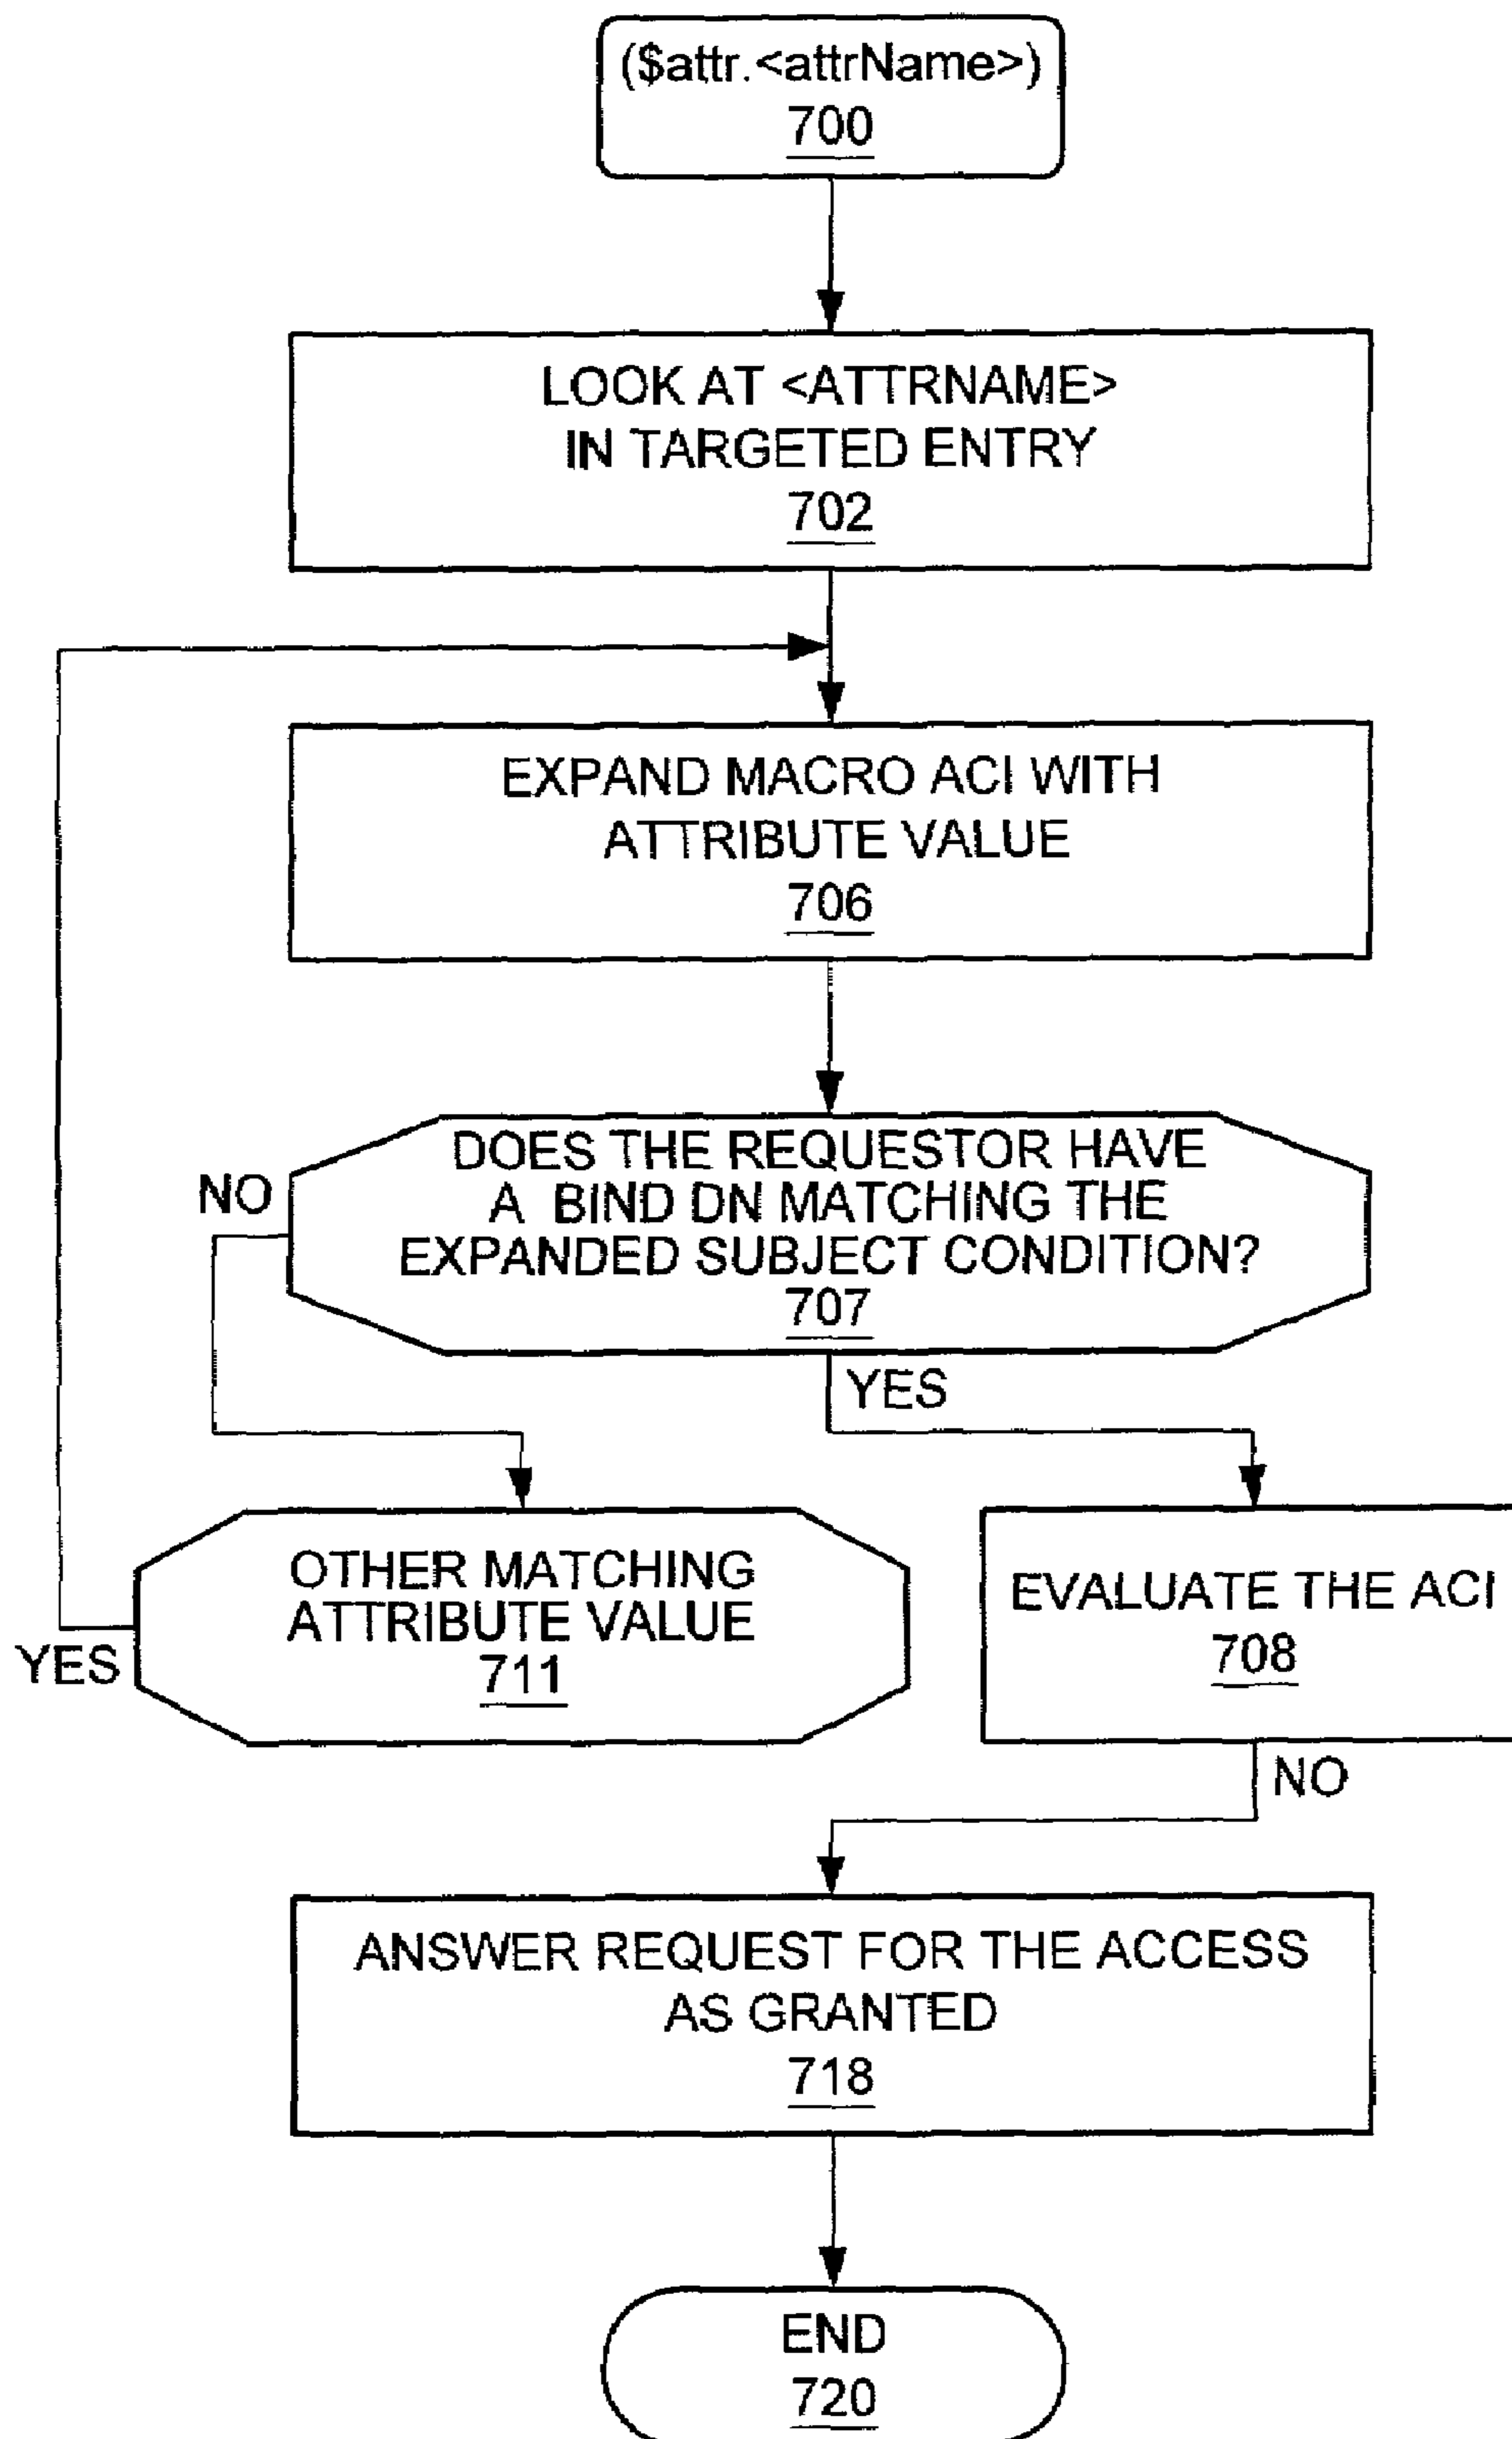 ($attr.<attrName>)
700
LOOK AT <ATTRNAME>
IN TARGETED ENTRY
702
EXPAND MACRO ACI WITH
ATTRIBUTE VALUE
706
DOES THE REQUESTOR HAVE
A BIND DN MATCHING THE
EXPANDED SUBJECT CONDITION?
707
NO
YES
OTHER MATCHING
ATTRIBUTE VALUE
711
YES
EVALUATE THE ACI
708
NO
ANSWER REQUEST FOR THE ACCESS
AS GRANTED
718
END
720